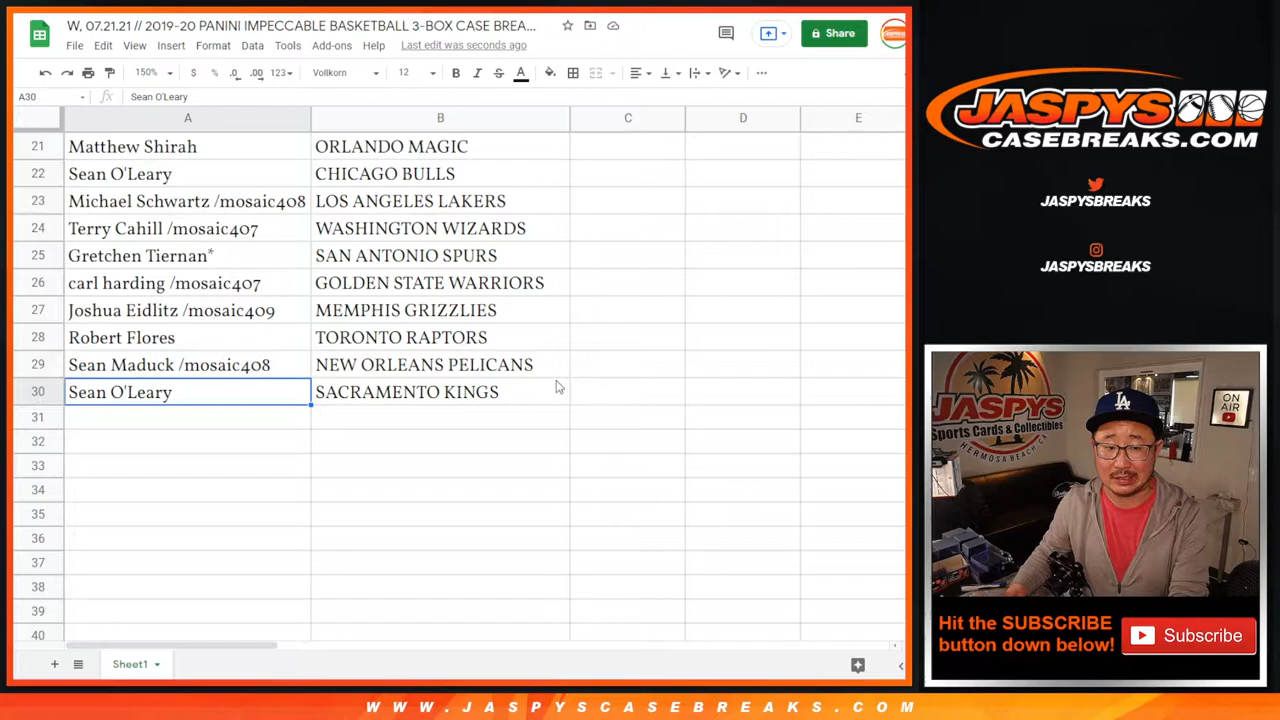 W, 07.21.21 // 2019-20 PANINI IMPECCABLE BASKETBALL 3-BOX CASE BREA...
Share
File Edit View Insert Format Data Tools Add-ons Help Last edit was seconds ago
150% $ % .0 .00 123 Vollkorn 12 B I S A
A30 fx Sean O'Leary
A B C D E
21 Matthew Shirah ORLANDO MAGIC
22 Sean O'Leary CHICAGO BULLS
23 Michael Schwartz /mosaic408 LOS ANGELES LAKERS
24 Terry Cahill /mosaic407 WASHINGTON WIZARDS
25 Gretchen Tiernan* SAN ANTONIO SPURS
26 carl harding /mosaic407 GOLDEN STATE WARRIORS
27 Joshua Eidlitz /mosaic409 MEMPHIS GRIZZLIES
28 Robert Flores TORONTO RAPTORS
29 Sean Maduck /mosaic408 NEW ORLEANS PELICANS
30 Sean O'Leary SACRAMENTO KINGS
31
32
33
34
35
36
37
38
39
40
Sheet1
JASPYS
CASEBREAKS.COM
JASPYSBREAKS
JASPYSBREAKS
JASPYS
Sports Cards & Collectibles
HERMOSA BEACH CA
LA
ON
AIR
Hit the SUBSCRIBE
button down below!
Subscribe
WWW.JASPYSCASEBREAKS.COM